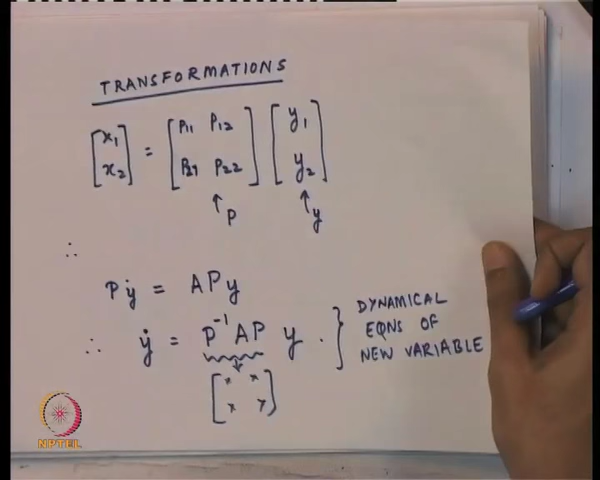 TRANSFORMATIONS
[x1 x2] = [P11 P12 P21 P22] [y1 y2]
↑P ↑y
∴
Pẏ = APy
∴ ẏ = P⁻¹AP y . } DYNAMICAL
EQNS OF
NEW VARIABLE
[x x x x]
NPTEL